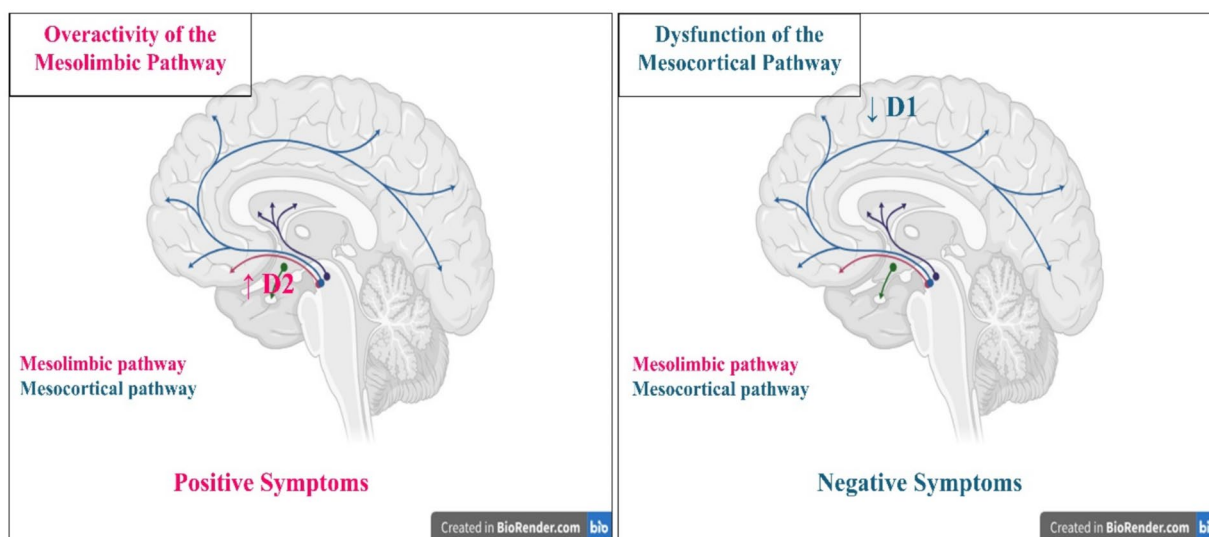 Overactivity of the
Mesolimbic Pathway
↑ D2
Mesolimbic pathway
Mesocortical pathway
Positive Symptoms
Created in BioRender.com bio
Dysfunction of the
Mesocortical Pathway
↓ D1
Mesolimbic pathway
Mesocortical pathway
Negative Symptoms
Created in BioRender.com bi